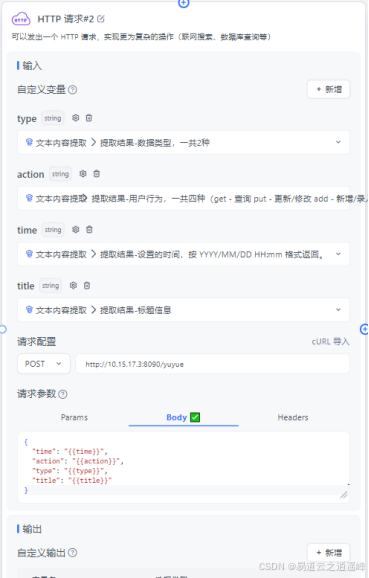 HTTP
HTTP 请求#2
可以发出一个 HTTP 请求，实现更为复杂的操作（联网搜索、数据库查询等）
输入
自定义变量
+ 新增
type string
文本内容提取 > 提取结果-数据类型，一共2种
action string
文本内容提取 > 提取结果-用户行为，一共四种（get - 查询 put - 更新/修改 add - 新增/录入
time string
文本内容提取 > 提取结果-设置的时间、按 YYYY/MM/DD HH:mm 格式返回。
title string
文本内容提取 > 提取结果-标题信息
请求配置
cURL 导入
POST http://10.15.17.3:8090/yuyue
请求参数
Params Body ✅ Headers
{
"time": "{{time}}",
"action": "{{action}}",
"type": "{{type}}",
"title": "{{title}}"
}
输出
自定义输出
+ 新增
CSDN @易道云之逍遥峰